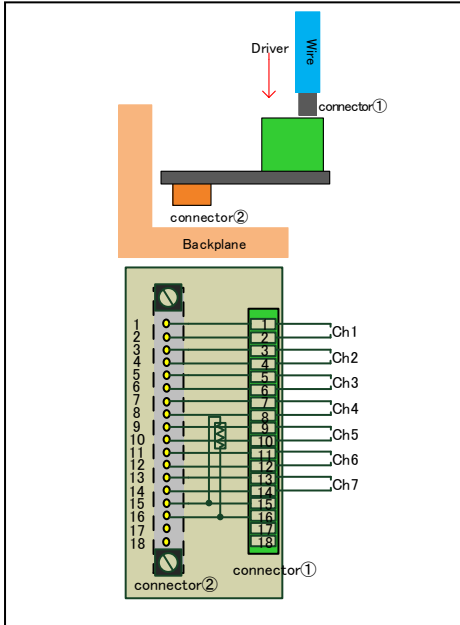 Wire
Driver
connector①
connector②
Backplane
1 1
2 2 Ch1
3 3
4 4 Ch2
5 5
6 6 Ch3
7 7
8 8 Ch4
9 9
10 10 Ch5
11 11
12 12 Ch6
13 13
14 14 Ch7
15 15
16 16
17 17
18 18
connector② connector①